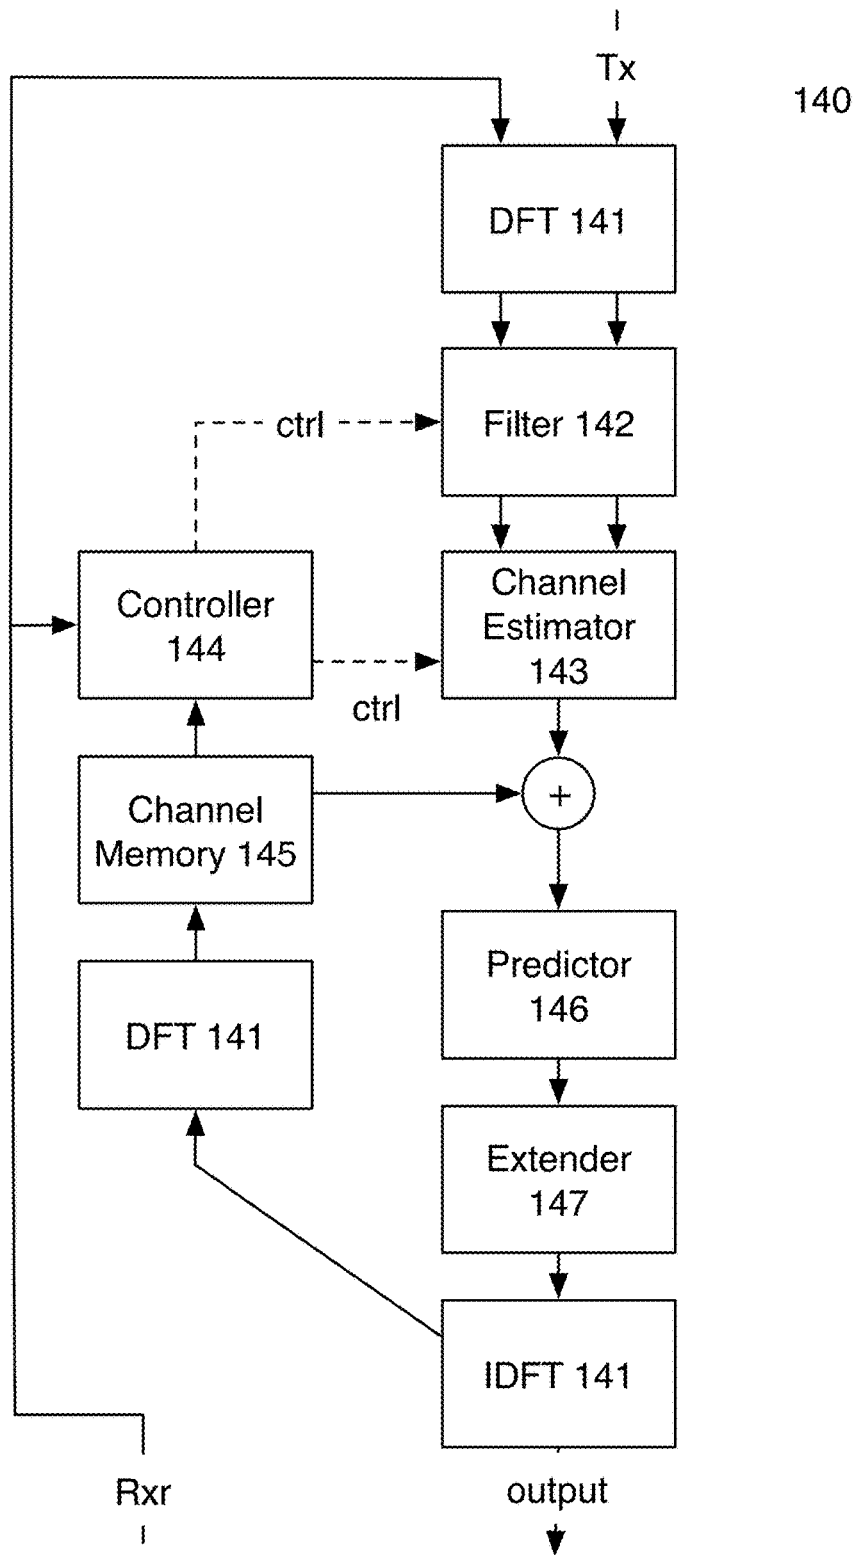 Tx
140
DFT 141
ctrl
Filter 142
Controller
144
Channel
Estimator
143
ctrl
Channel
Memory 145
+
Predictor
146
DFT 141
Extender
147
IDFT 141
Rxr
output